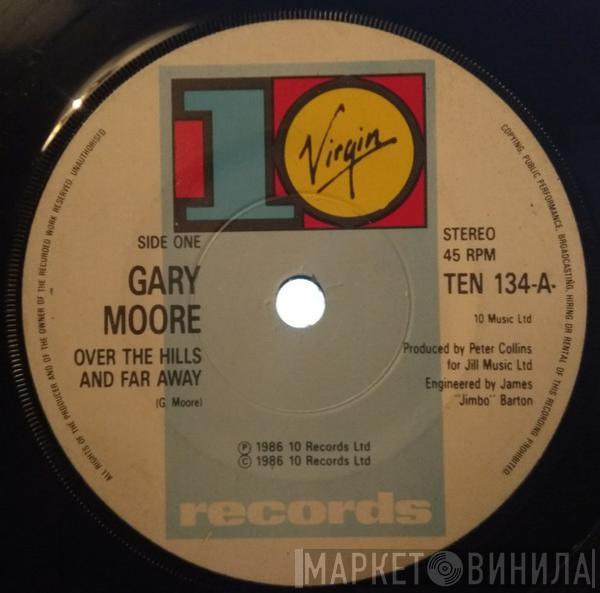 10
Virgin
SIDE ONE
GARY
MOORE
OVER THE HILLS
AND FAR AWAY
(G. Moore)
STEREO
45 RPM
TEN 134-A
10 Music Ltd
Produced by Peter Collins
for Jill Music Ltd
Engineered by James
"Jimbo" Barton
Ⓟ 1986 10 Records Ltd
© 1986 10 Records Ltd
records
ALL RIGHTS OF THE PRODUCER AND OF THE OWNER OF THE RECORDED WORK RESERVED. UNAUTHORISED
COPYING, PUBLIC PERFORMANCE, BROADCASTING, HIRING OR RENTAL OF THIS RECORDING PROHIBITED.
МАРКЕТ ВИНИЛА